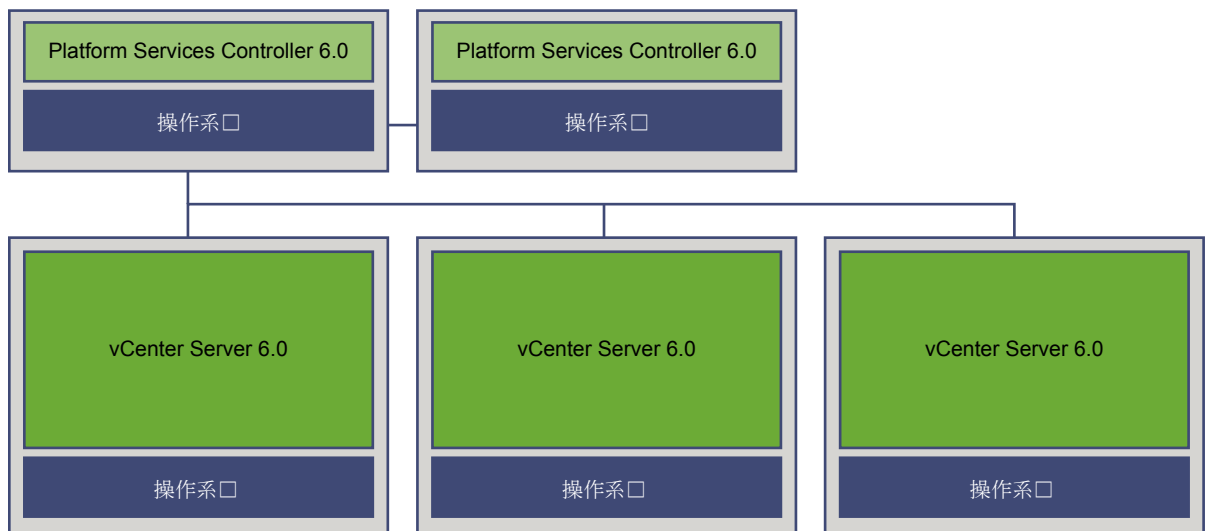 Platform Services Controller 6.0
Platform Services Controller 6.0
操作系□
操作系□
vCenter Server 6.0
vCenter Server 6.0
vCenter Server 6.0
操作系□
操作系□
操作系□